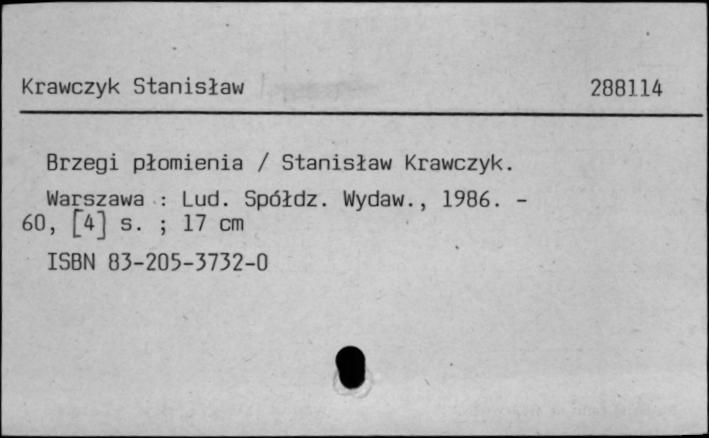 Krawczyk Stanisław 288114
Brzegi płomienia / Stanisław Krawczyk.
Warszawa : Lud. Spółdz. Wydaw., 1986. -
60, [4] s. ; 17 cm
ISBN 83-205-3732-0